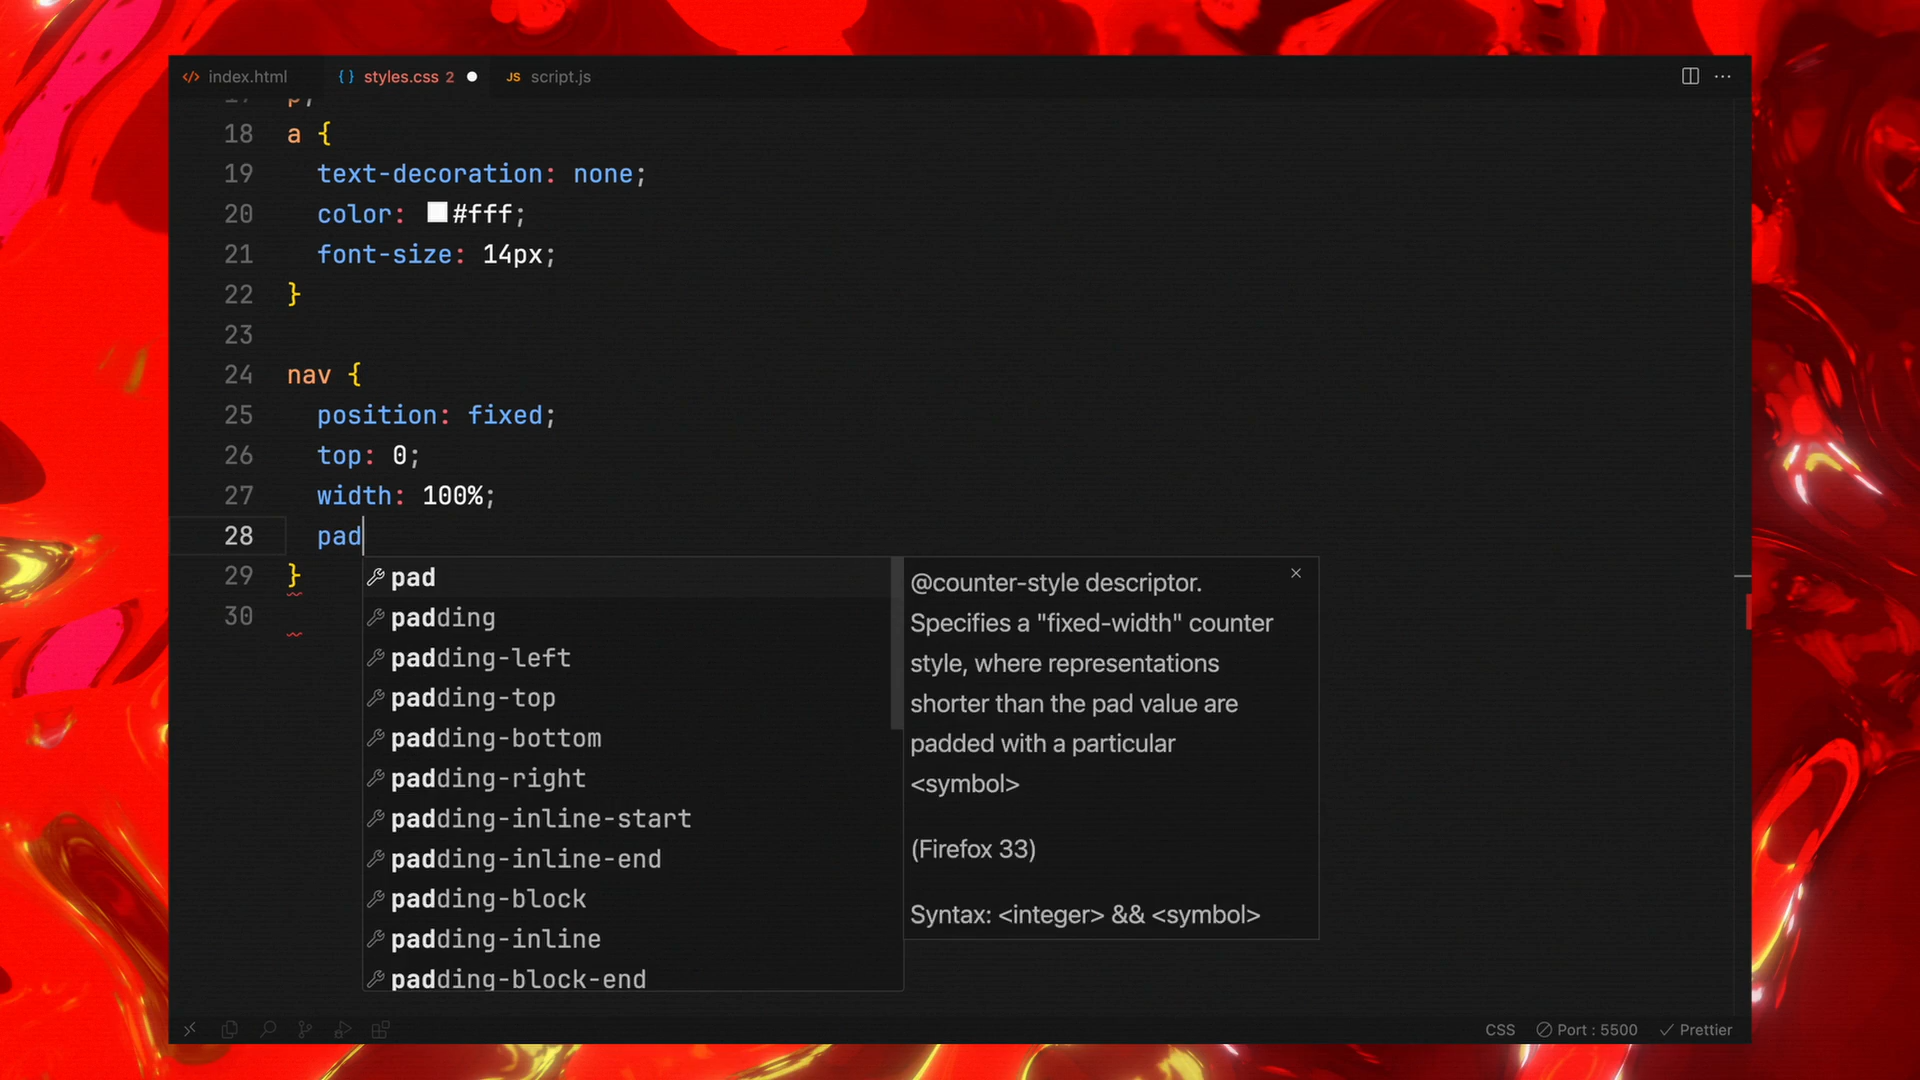 index.html
styles.css 2
JS script.js
18 a {
19 text-decoration: none;
20 color: #fff;
21 font-size: 14px;
22 }
23
24 nav {
25 position: fixed;
26 top: 0;
27 width: 100%;
28 pad
29 }
30
pad
padding
padding-left
padding-top
padding-bottom
padding-right
padding-inline-start
padding-inline-end
padding-block
padding-inline
padding-block-end
@counter-style descriptor.
Specifies a "fixed-width" counter
style, where representations
shorter than the pad value are
padded with a particular
<symbol>
(Firefox 33)
Syntax: <integer> && <symbol>
CSS
Port : 5500
Prettier